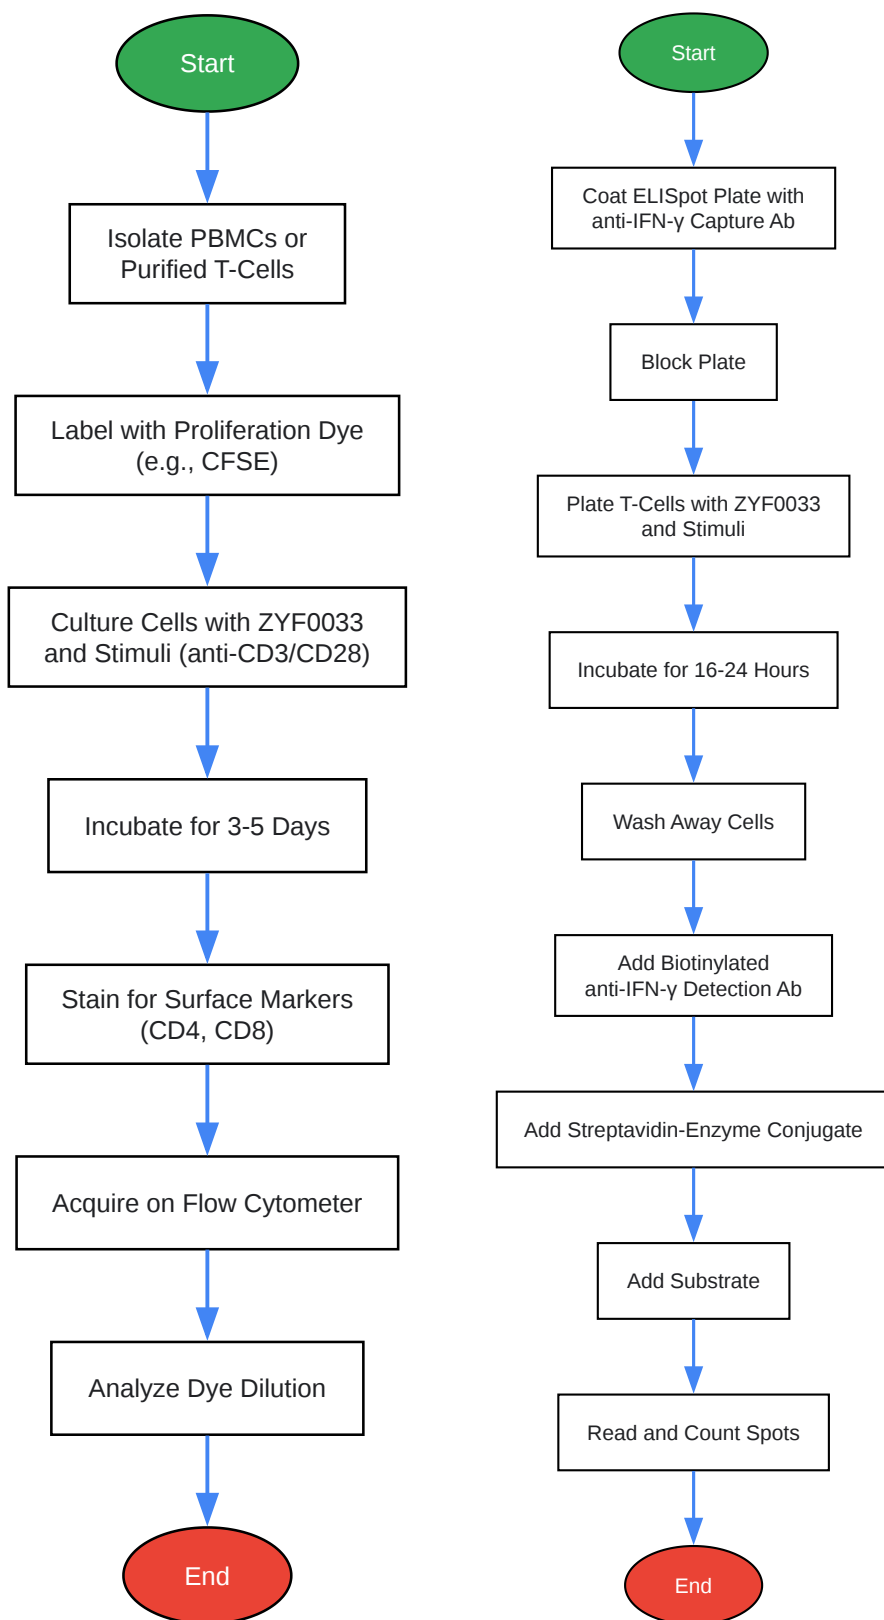 Start
Isolate PBMCs or
Purified T-Cells
Label with Proliferation Dye
(e.g., CFSE)
Culture Cells with ZYF0033
and Stimuli (anti-CD3/CD28)
Incubate for 3-5 Days
Stain for Surface Markers
(CD4, CD8)
Acquire on Flow Cytometer
Analyze Dye Dilution
End
Start
Coat ELISpot Plate with
anti-IFN-γ Capture Ab
Block Plate
Plate T-Cells with ZYF0033
and Stimuli
Incubate for 16-24 Hours
Wash Away Cells
Add Biotinylated
anti-IFN-γ Detection Ab
Add Streptavidin-Enzyme Conjugate
Add Substrate
Read and Count Spots
End